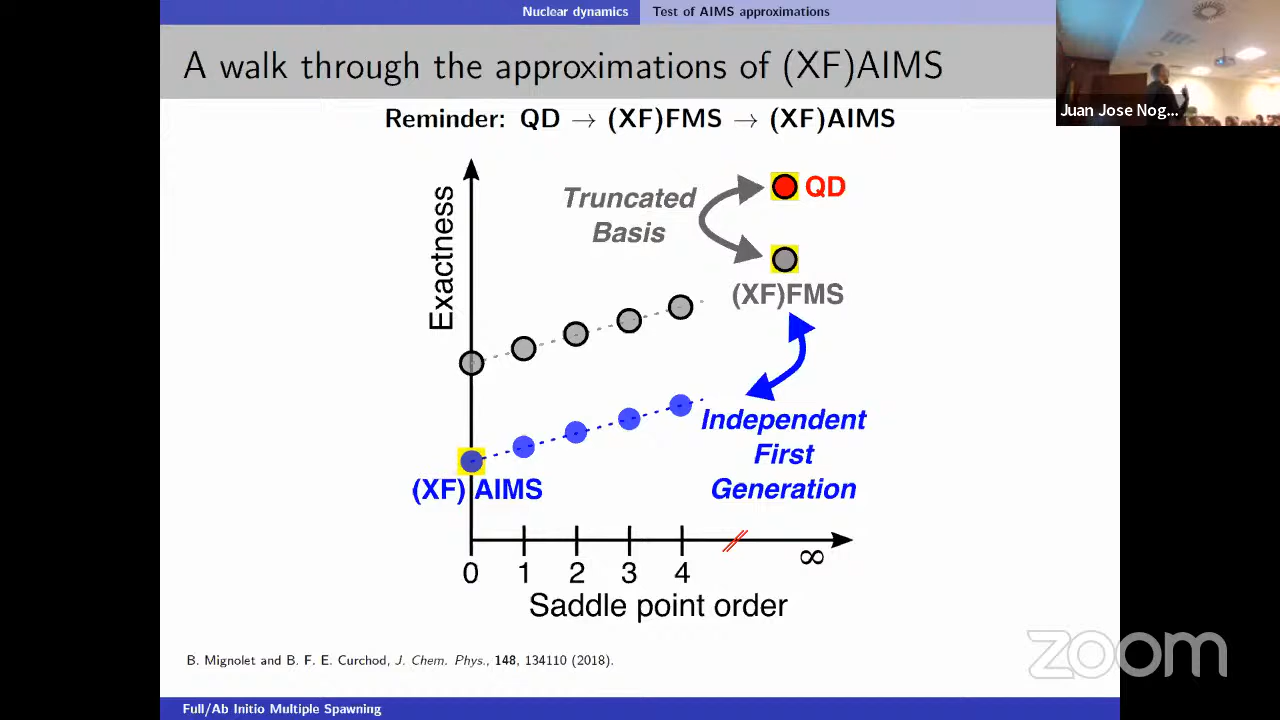 Nuclear dynamics Test of AIMS approximations
A walk through the approximations of (XF)AIMS
Juan Jose Nog...
Reminder: QD → (XF)FMS → (XF)AIMS
Exactness
Truncated
Basis
QD
(XF)FMS
Independent
First
Generation
(XF) AIMS
0 1 2 3 4 ∞
Saddle point order
B. Mignolet and B. F. E. Curchod, J. Chem. Phys., 148, 134110 (2018).
zoom
Full/Ab Initio Multiple Spawning